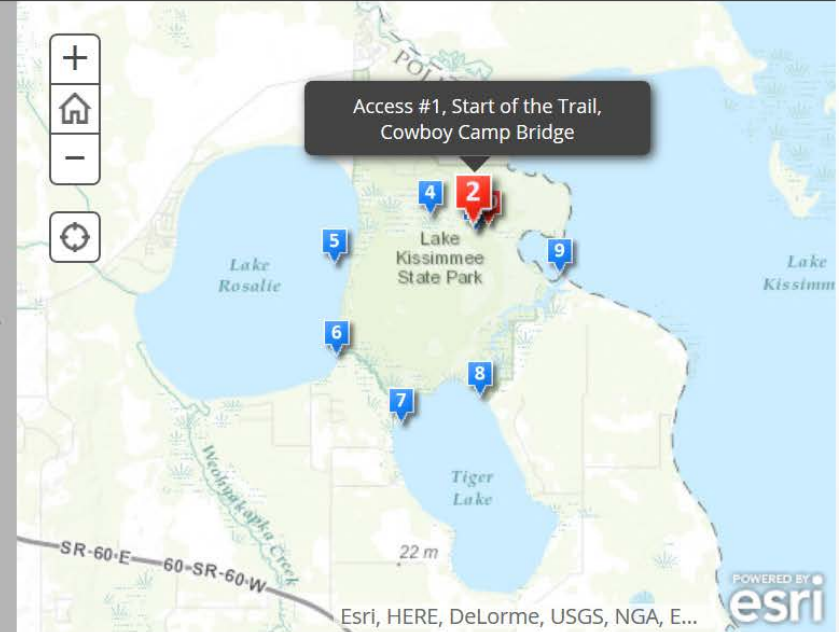 POL
Access #1, Start of the Trail,
Cowboy Camp Bridge
4
2
5
9
Lake
Kissimmee
State Park
Lake
Rosalie
Lake
Kissimm
6
8
7
Tiger
Lake
Weohyakapka Creek
SR-60-E
60-SR-60-W
22 m
POWERED BY
esri
Esri, HERE, DeLorme, USGS, NGA, E...